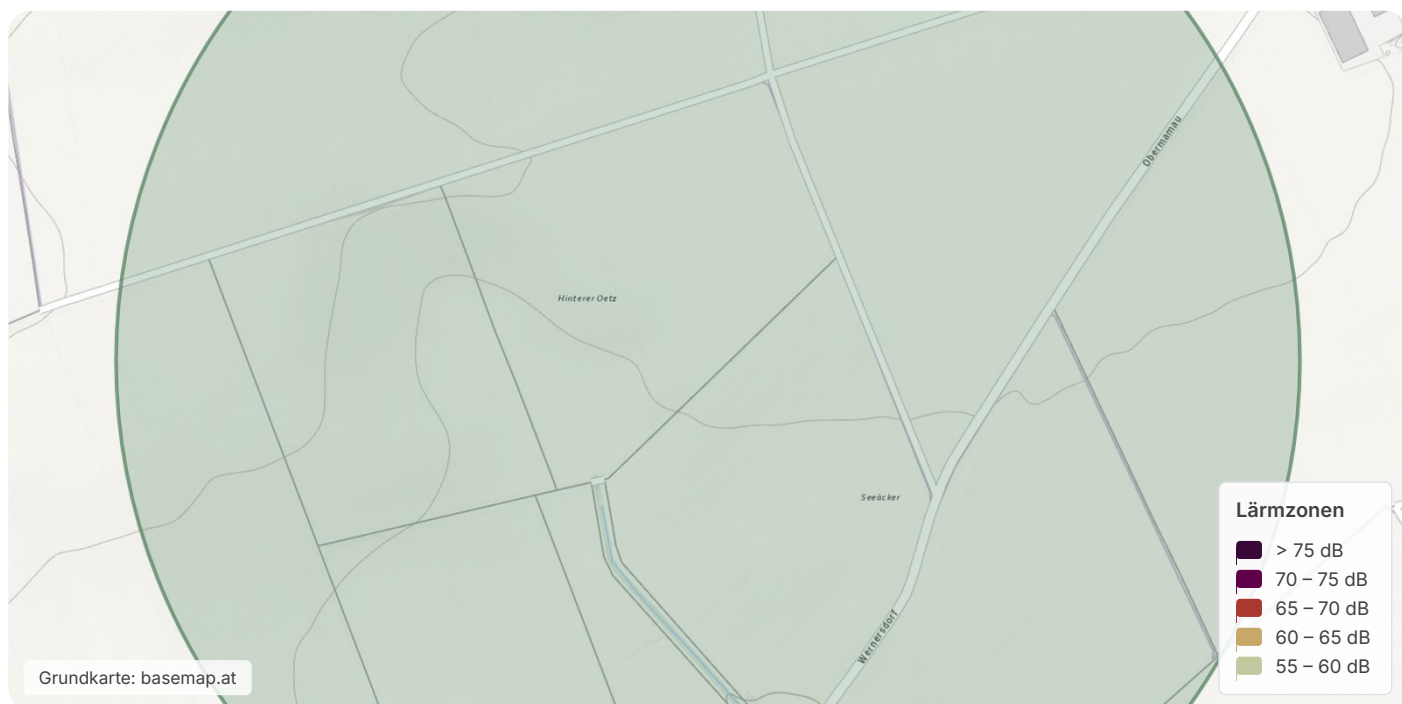 Obermamau
Hinterer Oetz
Seeäcker
Wernersdorf
Lärmzonen
> 75 dB
70 – 75 dB
65 – 70 dB
60 – 65 dB
55 – 60 dB
Grundkarte: basemap.at